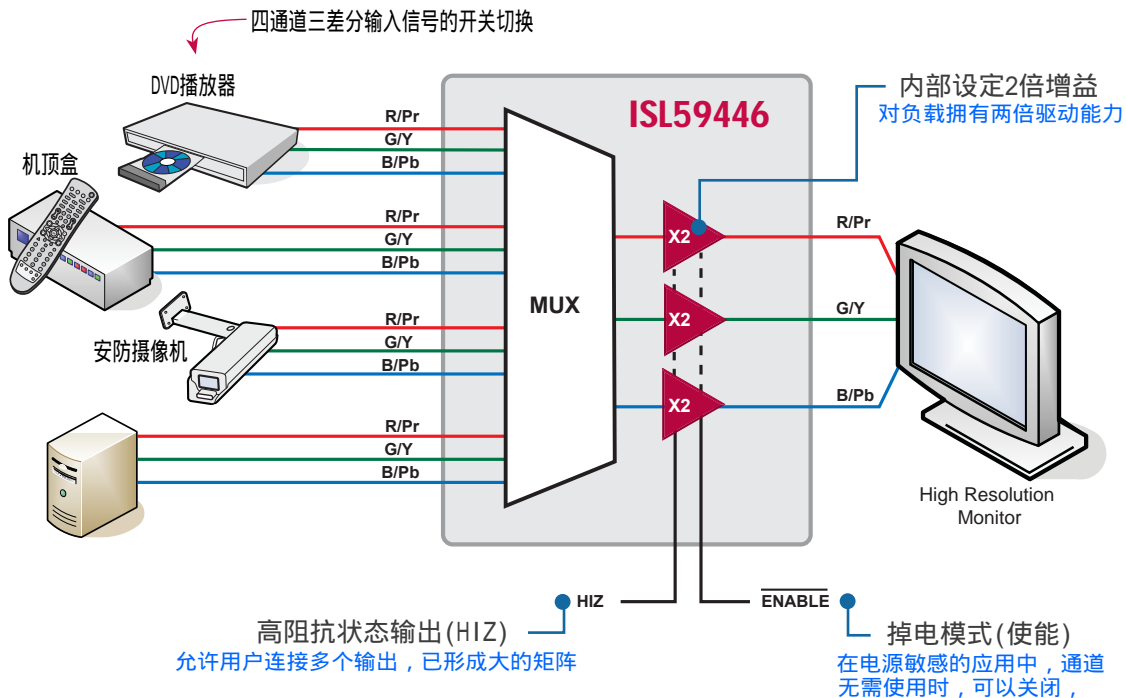 四通道三差分输入信号的开关切换
DVD播放器
机顶盒
安防摄像机
R/Pr
G/Y
B/Pb
R/Pr
G/Y
B/Pb
R/Pr
G/Y
B/Pb
R/Pr
G/Y
B/Pb
MUX
ISL59446
X2
X2
X2
内部设定2倍增益
对负载拥有两倍驱动能力
R/Pr
G/Y
B/Pb
High Resolution
Monitor
HIZ
ENABLE
高阻抗状态输出(HIZ)
允许用户连接多个输出，已形成大的矩阵
掉电模式(使能)
在电源敏感的应用中，通道
无需使用时，可以关闭，